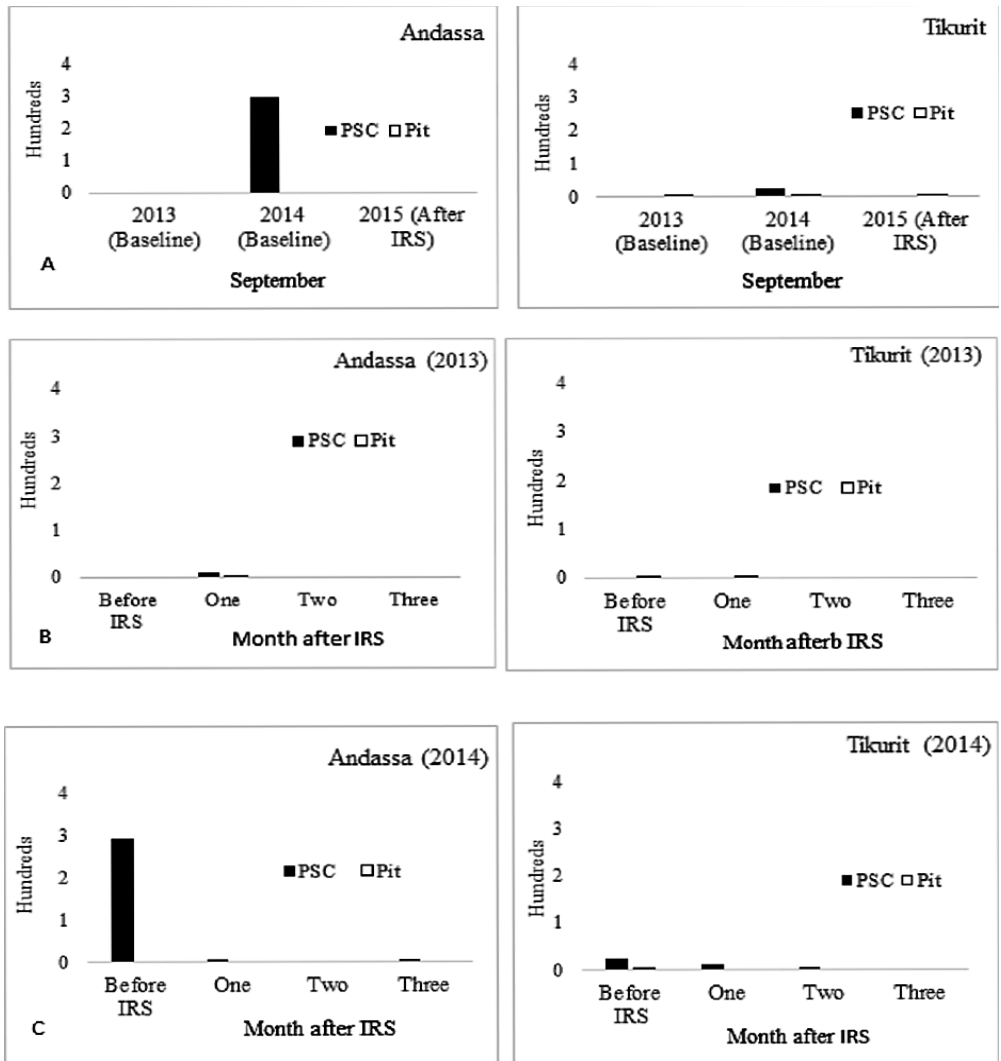 Andassa
Hundreds
4
3
2
1
0
■PSC □Pit
2013 2014 2015 (After
(Baseline) (Baseline) IRS)
A
September
Tikurit
Hundreds
4
3
2
1
0
■PSC □Pit
2013 2014 2015 (After
(Baseline) (Baseline) IRS)
September
Andassa (2013)
Hundreds
4
3
2
1
0
■PSC □Pit
Before One Two Three
IRS
B
Month after IRS
Tikurit (2013)
Hundreds
4
3
2
1
0
■PSC □Pit
Before One Two Three
IRS
Month afterb IRS
Andassa (2014)
Hundreds
4
3
2
1
0
■PSC □Pit
Before One Two Three
IRS
C
Month after IRS
Tikurit (2014)
Hundreds
4
3
2
1
0
■PSC □Pit
Before One Two Three
IRS
Month after IRS